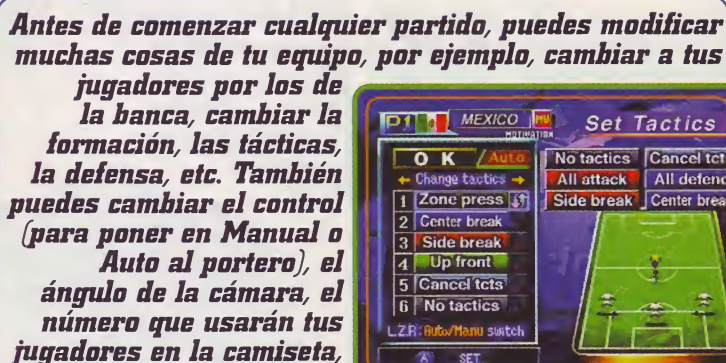 Antes de comenzar cualquier partido, puedes modificar
muchas cosas de tu equipo, por ejemplo, cambiar a tus
jugadores por los de
la banca, cambiar la
formación, las tácticas,
la defensa, etc. También
puedes cambiar el control
(para poner en Manual o
Auto al portero), el
ángulo de la cámara, el
número que usarán tus
jugadores en la camiseta,
P1 MEXICO MV
MOTIVATION
Set Tactics
O K / Auto
← Change tactics →
1 Zone press
2 Center break
3 Side break
4 Up front
5 Cancel tcts
6 No tactics
L.Z.R: Auto/Manu switch
A SET
No tactics Cancel tct
All attack All defen
Side break Center brea